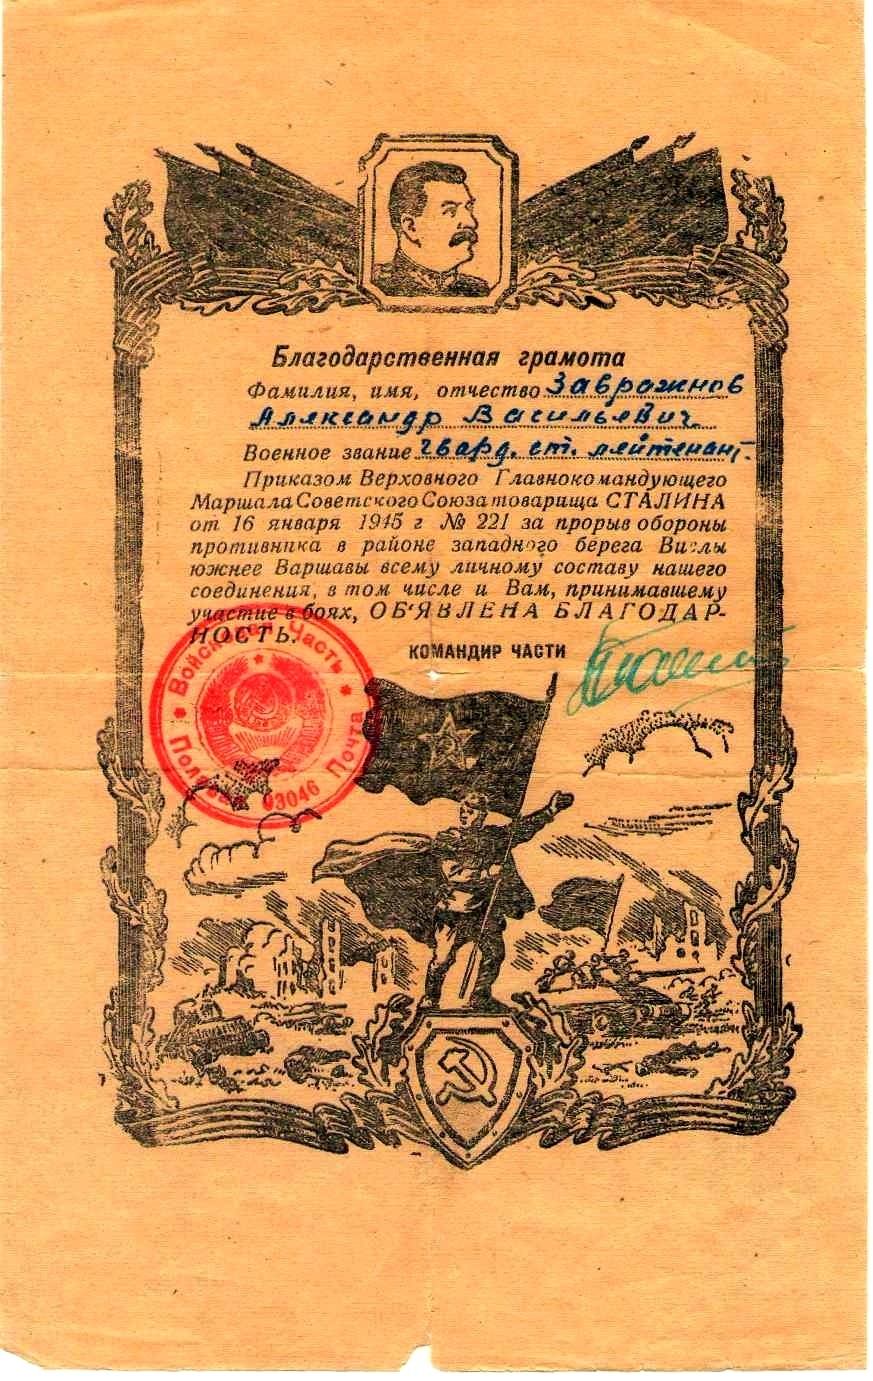 Благодарственная грамота
Фамилия, имя, отчество Завражнов
Александр Васильевич
Военное звание гвард. ст. лейтенант
Приказом Верховного Главнокомандующего
Маршала Советского Союза товарища СТАЛИНА
от 16 января 1945 г № 221 за прорыв обороны
противника в районе западного берега Вислы
южнее Варшавы всему личному составу нашего
соединения, в том числе и Вам, принимавшему
участие в боях, ОБ'ЯВЛЕНА БЛАГОДАР-
НОСТЬ.
КОМАНДИР ЧАСТИ
Войсковая Часть
Полевая Почта
03046